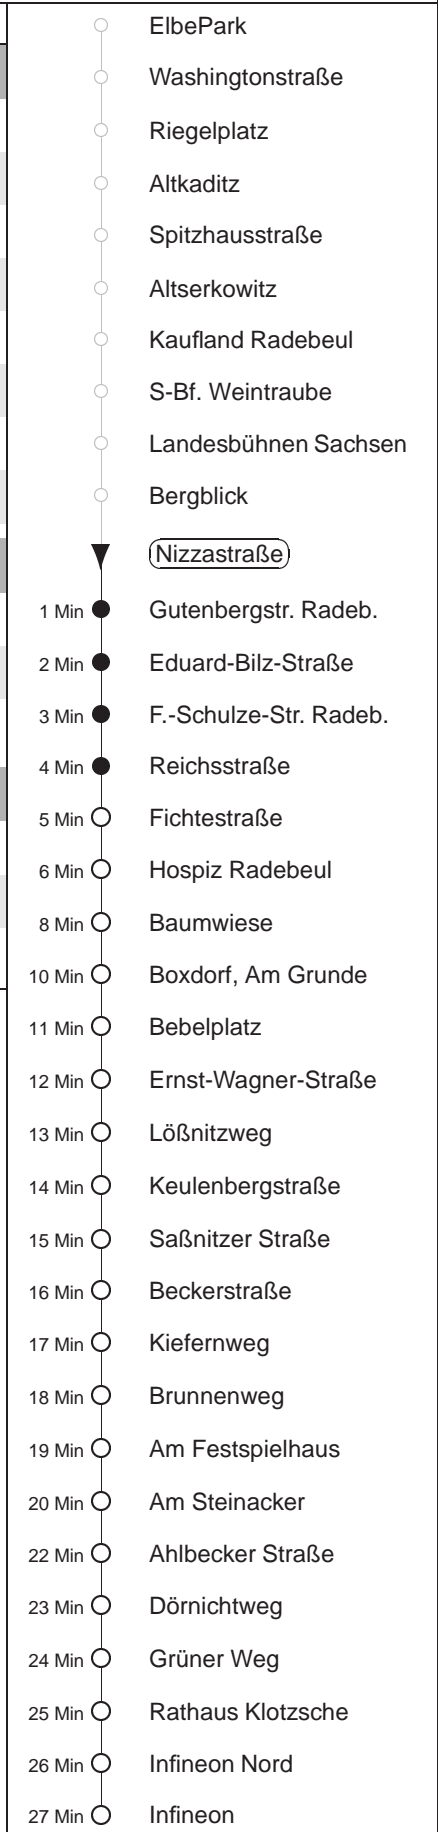 ElbePark
Washingtonstraße
Riegelplatz
Altkaditz
Spitzhausstraße
Altserkowitz
Kaufland Radebeul
S-Bf. Weintraube
Landesbühnen Sachsen
Bergblick
Nizzastraße
1 Min Gutenbergstr. Radeb.
2 Min Eduard-Bilz-Straße
3 Min F.-Schulze-Str. Radeb.
4 Min Reichsstraße
5 Min Fichtestraße
6 Min Hospiz Radebeul
8 Min Baumwiese
10 Min Boxdorf, Am Grunde
11 Min Bebelplatz
12 Min Ernst-Wagner-Straße
13 Min Lößnitzweg
14 Min Keulenbergstraße
15 Min Saßnitzer Straße
16 Min Beckerstraße
17 Min Kiefernweg
18 Min Brunnenweg
19 Min Am Festspielhaus
20 Min Am Steinacker
22 Min Ahlbecker Straße
23 Min Dörnichtweg
24 Min Grüner Weg
25 Min Rathaus Klotzsche
26 Min Infineon Nord
27 Min Infineon